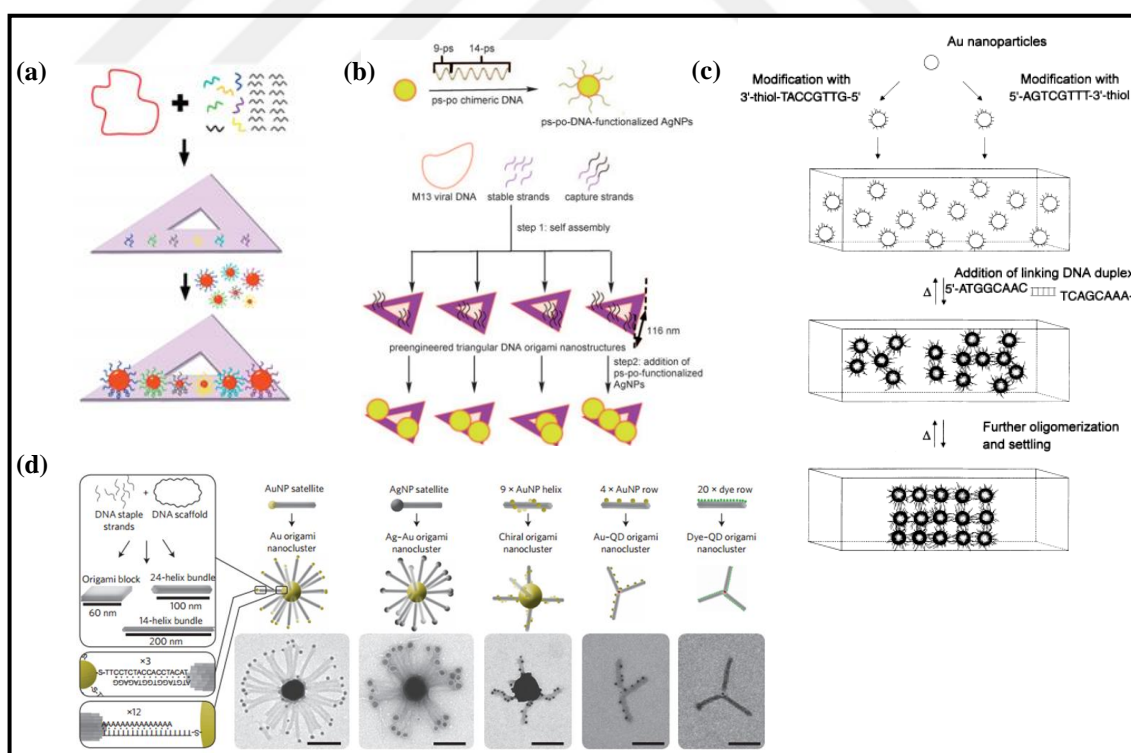 (a)
(b)
9-ps 14-ps
ps-po chimeric DNA
ps-po-DNA-functionalized AgNPs
M13 viral DNA
stable strands
capture strands
step 1: self assembly
116 nm
preengineered triangular DNA origami nanostructures
step2: addition of
ps-po-functionalized
AgNPs
(c)
Au nanoparticles
Modification with
3'-thiol-TACCGTTG-5'
Modification with
5'-AGTCGTTT-3'-thiol
Addition of linking DNA duplex
5'-ATGGCAAC
TCAGCAAA-
Δ
Further oligomerization
and settling
Δ
(d)
DNA staple
strands
+
DNA scaffold
Origami block
60 nm
24-helix bundle
100 nm
14-helix bundle
200 nm
×3
S-TTCCTCTACCACCTACAT
ATGTAGGTGGTAGAGG
×12
AAAAAAAAAAAAAAA
TTTTTTTTTTTTTTT-S-
AuNP satellite
Au origami
nanocluster
AgNP satellite
Ag–Au origami
nanocluster
9 × AuNP helix
Chiral origami
nanocluster
4 × AuNP row
Au–QD origami
nanocluster
20 × dye row
Dye–QD origami
nanocluster